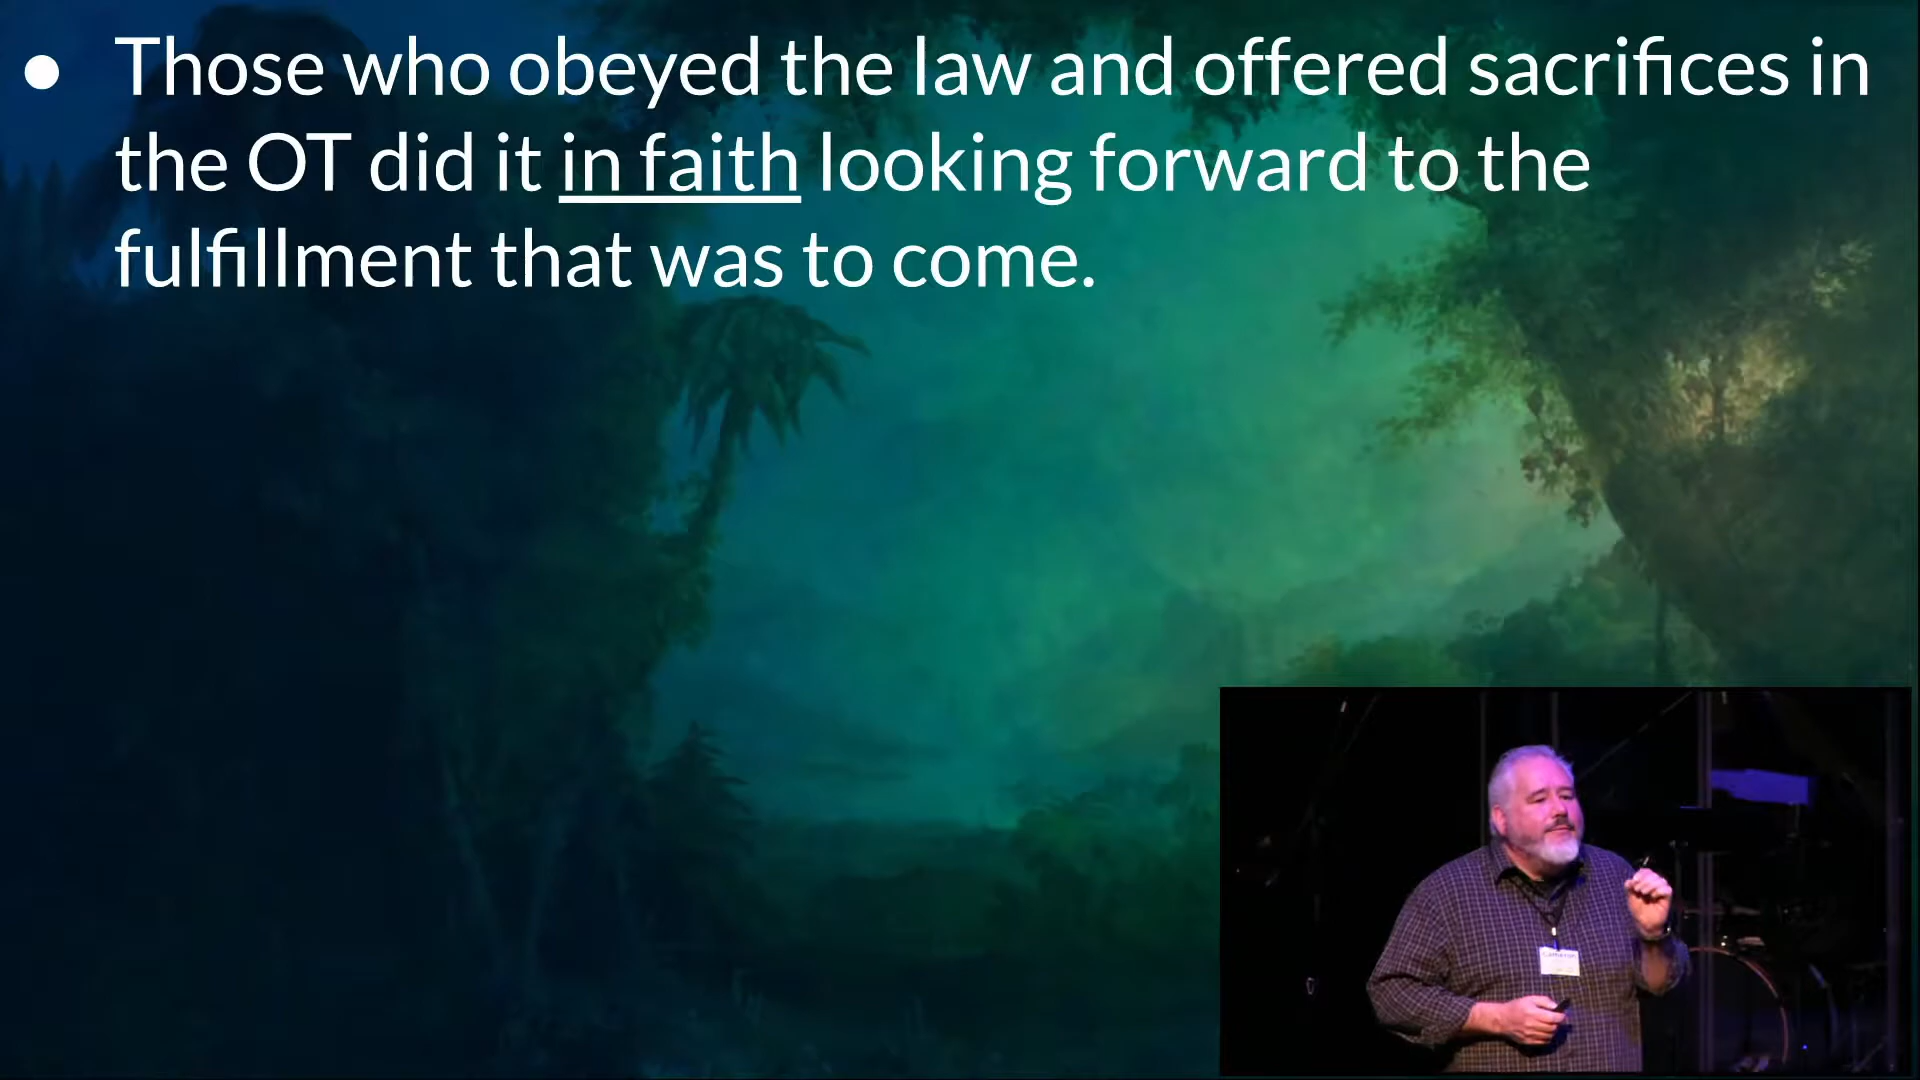 Those who obeyed the law and offered sacrifices in
the OT did it in faith looking forward to the
fulfillment that was to come.